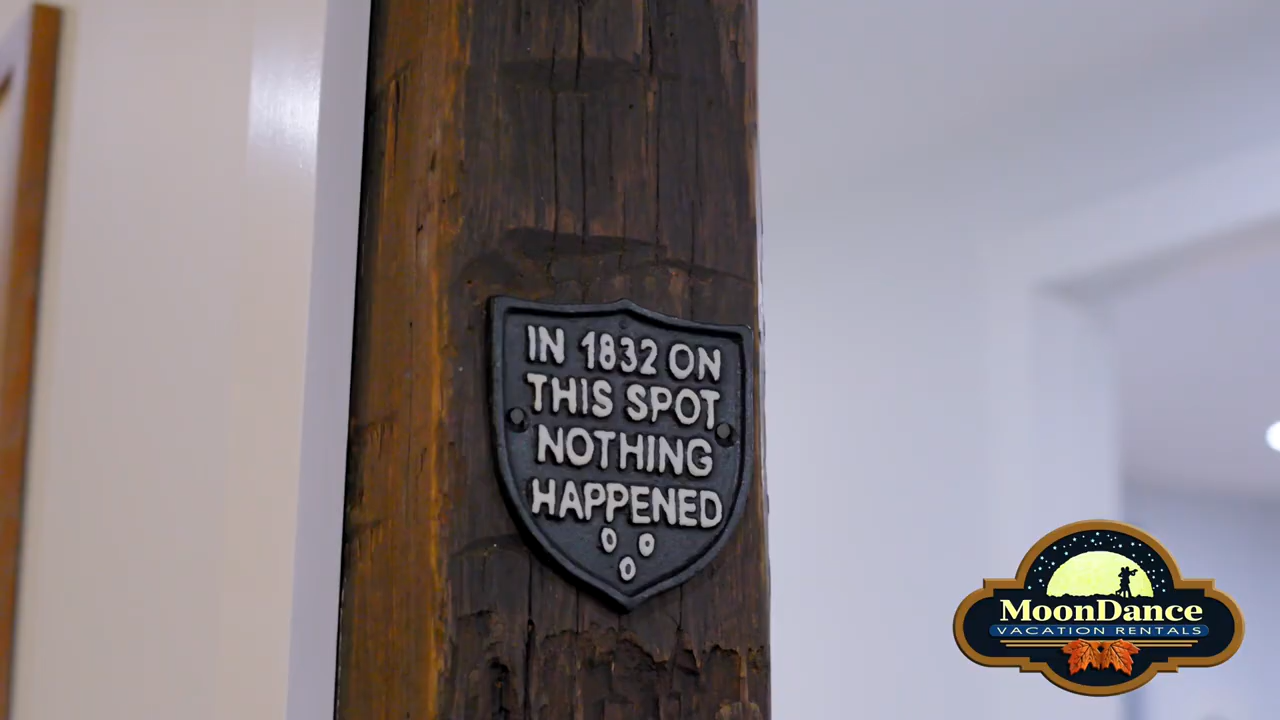 IN 1832 ON
THIS SPOT
NOTHING
HAPPENED
MOONDANCE
VACATION RENTALS